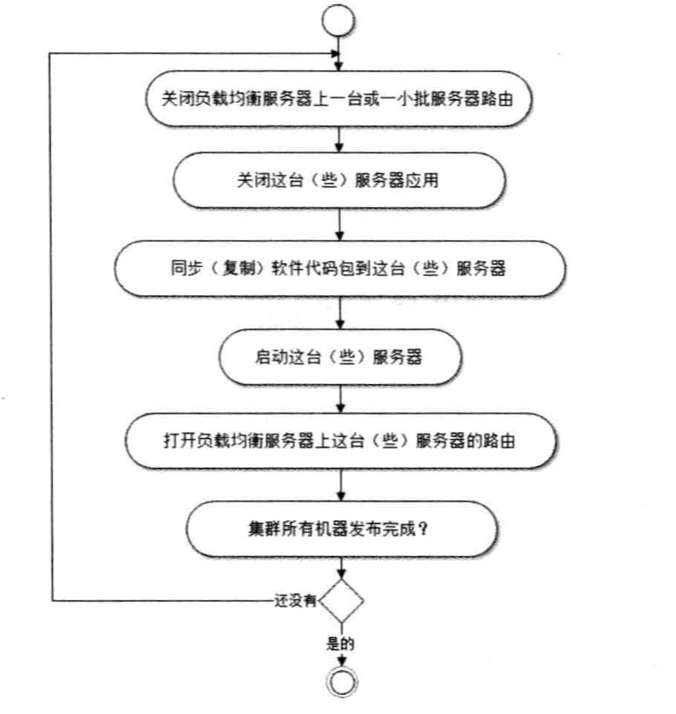 关闭负载均衡服务器上一台或一小批服务器路由
关闭这台（些）服务器应用
同步（复制）软件代码包到这台（些）服务器
启动这台（些）服务器
打开负载均衡服务器上这台（些）服务器的路由
集群所有机器发布完成？
还没有
是的